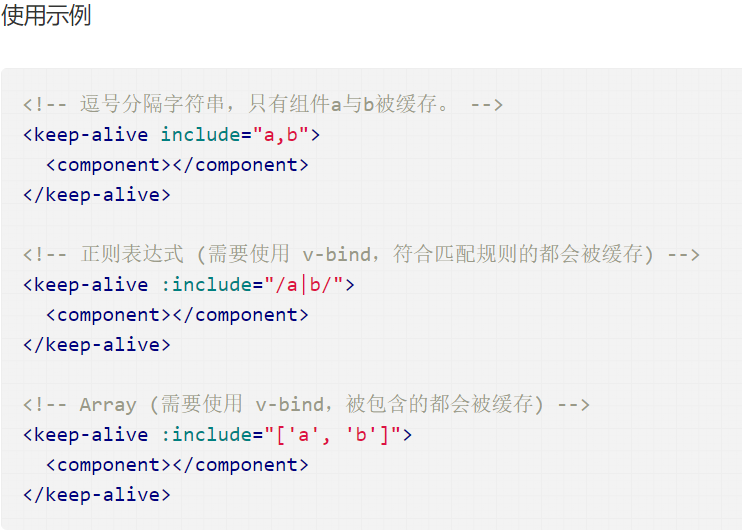 使用示例
<!-- 逗号分隔字符串，只有组件a与b被缓存。 -->
<keep-alive include="a,b">
  <component></component>
</keep-alive>
<!-- 正则表达式 (需要使用 v-bind，符合匹配规则的都会被缓存) -->
<keep-alive :include="/a|b/">
  <component></component>
</keep-alive>
<!-- Array (需要使用 v-bind，被包含的都会被缓存) -->
<keep-alive :include="['a', 'b']">
  <component></component>
</keep-alive>